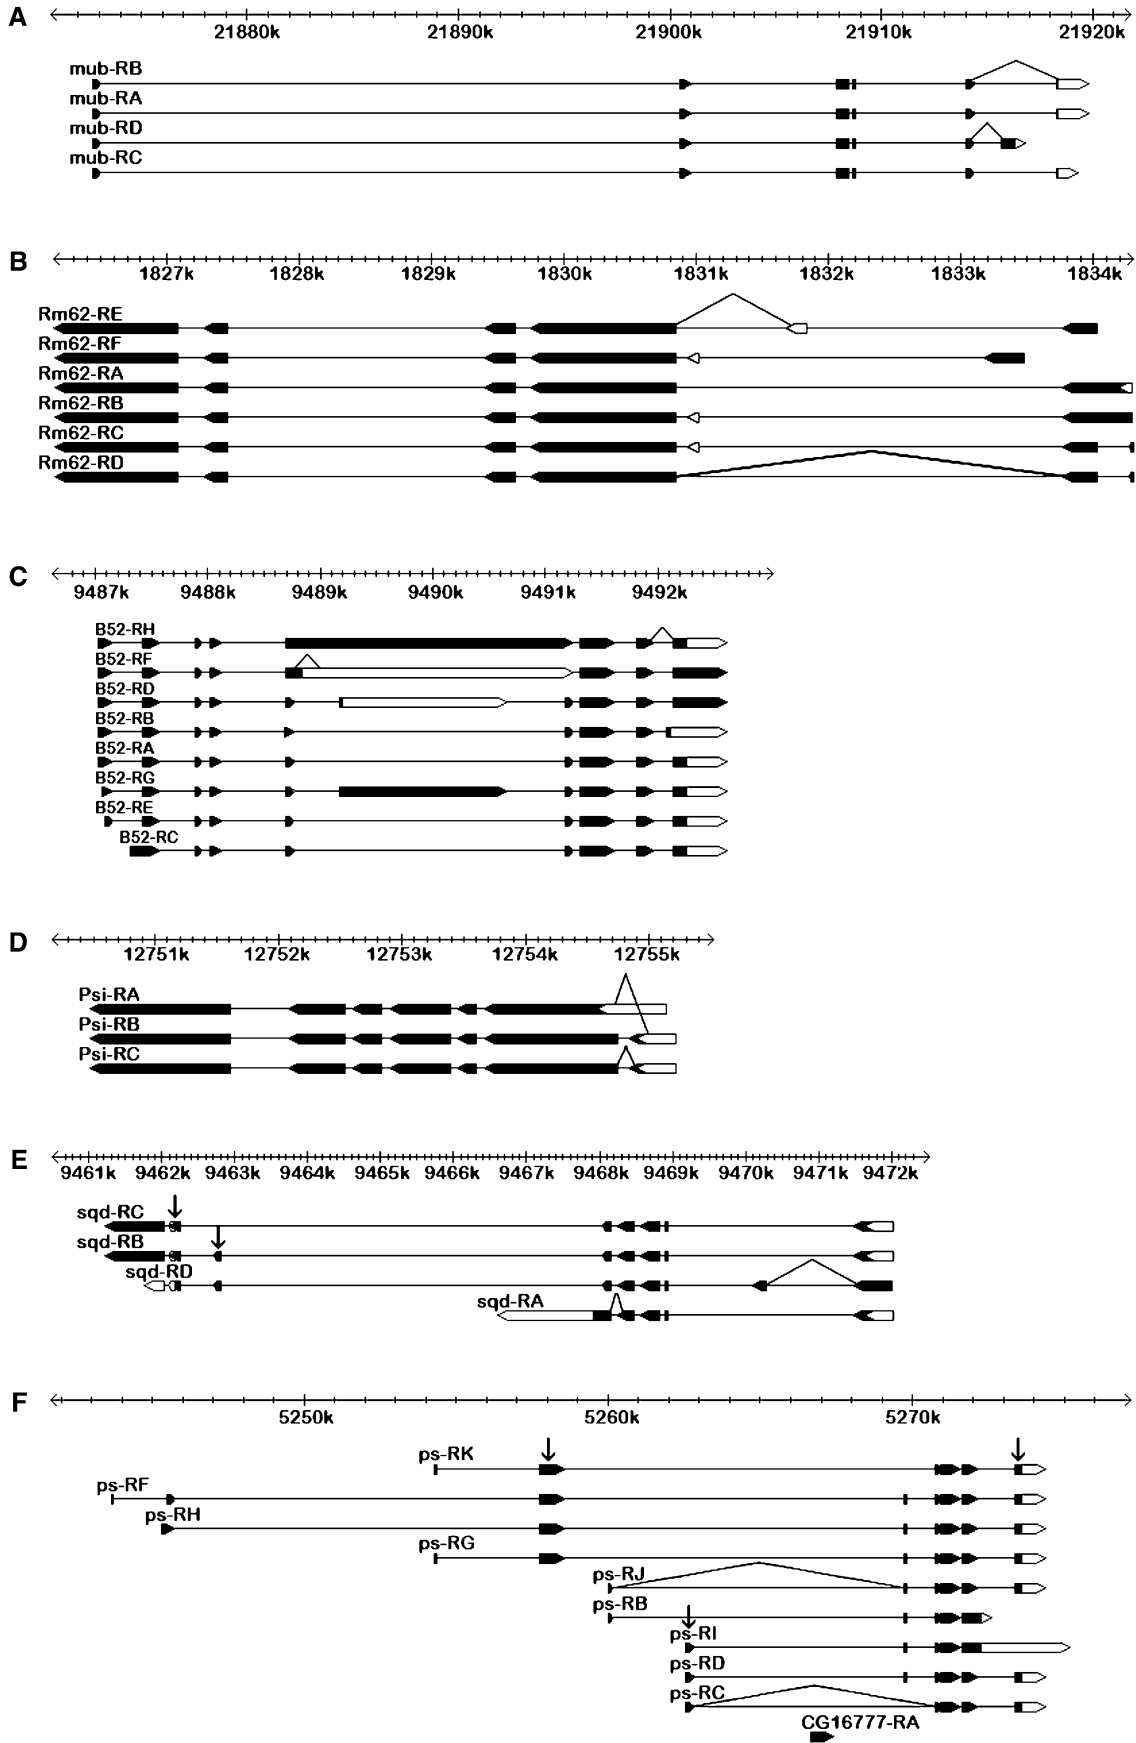 A
21880k 21890k 21900k 21910k 21920k
mub-RB
mub-RA
mub-RD
mub-RC
B
1827k 1828k 1829k 1830k 1831k 1832k 1833k 1834k
Rm62-RE
Rm62-RF
Rm62-RA
Rm62-RB
Rm62-RC
Rm62-RD
C
9487k 9488k 9489k 9490k 9491k 9492k
B52-RH
B52-RF
B52-RD
B52-RB
B52-RA
B52-RG
B52-RE
B52-RC
D
12751k 12752k 12753k 12754k 12755k
Psi-RA
Psi-RB
Psi-RC
E
9461k 9462k 9463k 9464k 9465k 9466k 9467k 9468k 9469k 9470k 9471k 9472k
sqd-RC
sqd-RB
sqd-RD
sqd-RA
F
5250k 5260k 5270k
ps-RK
ps-RF
ps-RH
ps-RG
ps-RJ
ps-RB
ps-RI
ps-RD
ps-RC
CG16777-RA